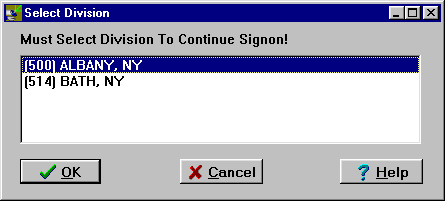 Select Division
Must Select Division To Continue Signon!
(500) ALBANY, NY
(514) BATH, NY
OK Cancel Help